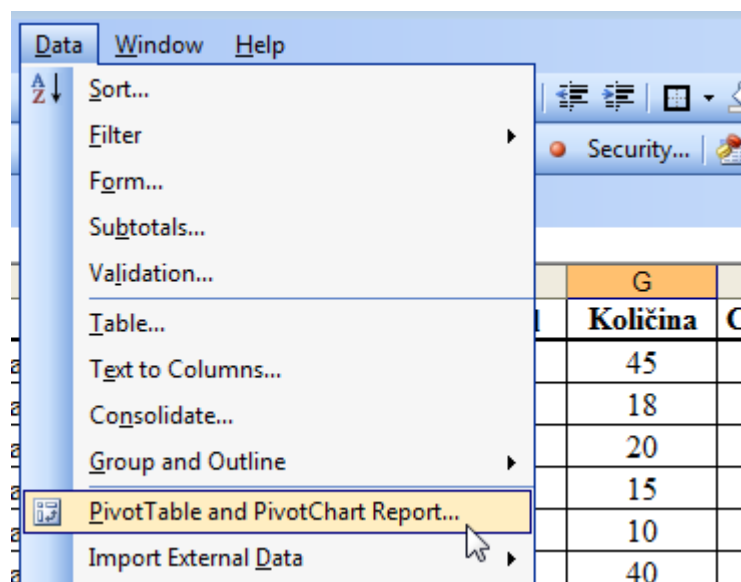 Data Window Help
Sort...
Filter
Form...
Security...
Subtotals...
Validation...
G
Table...
Količina
Text to Columns...
45
Consolidate...
18
Group and Outline
20
PivotTable and PivotChart Report...
15
10
Import External Data
40